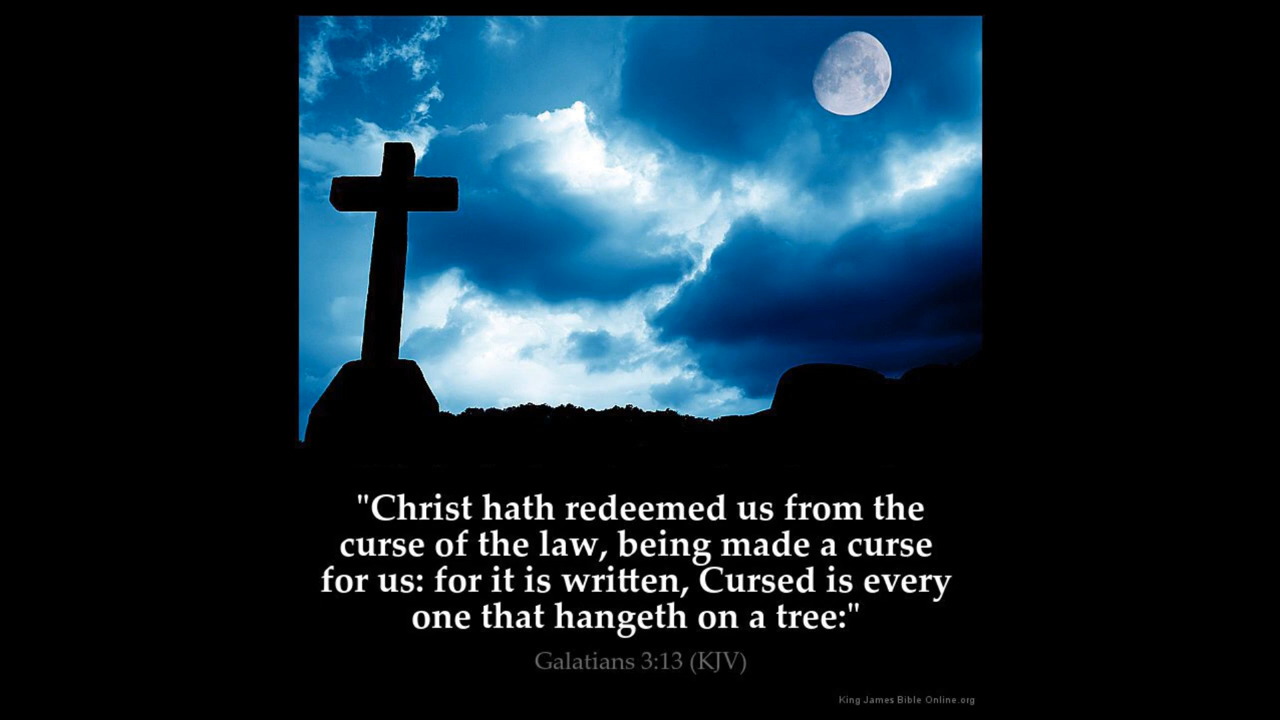 "Christ hath redeemed us from the
curse of the law, being made a curse
for us: for it is written, Cursed is every
one that hangeth on a tree:"
Galatians 3:13 (KJV)
King James Bible Online.org